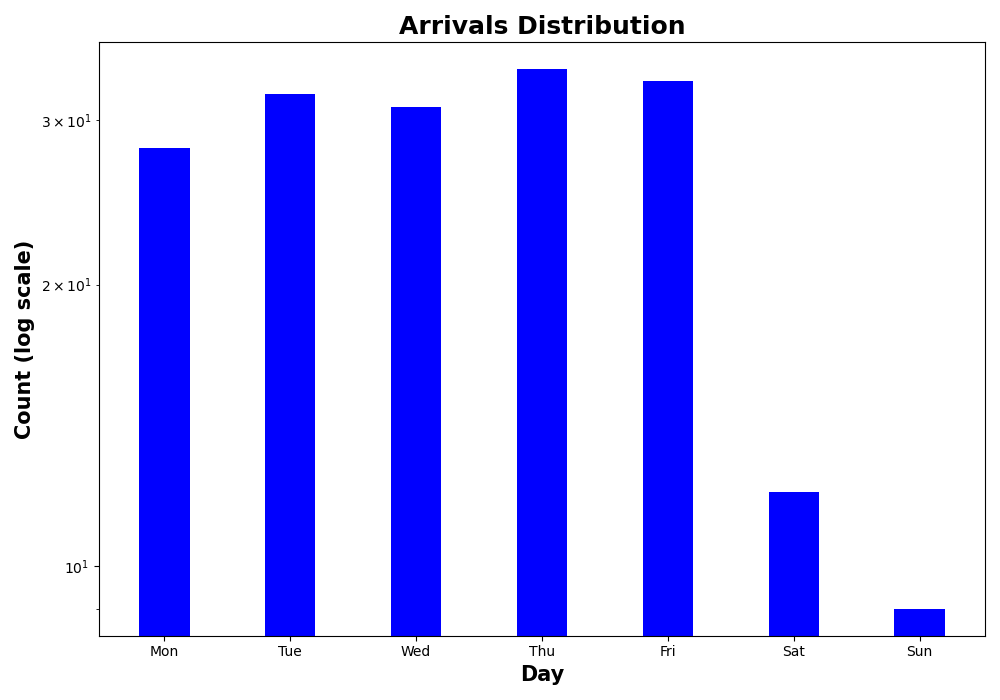 Arrivals Distribution
Count (log scale)
3 × 10¹
2 × 10¹
10¹
Mon Tue Wed Thu Fri Sat Sun
Day